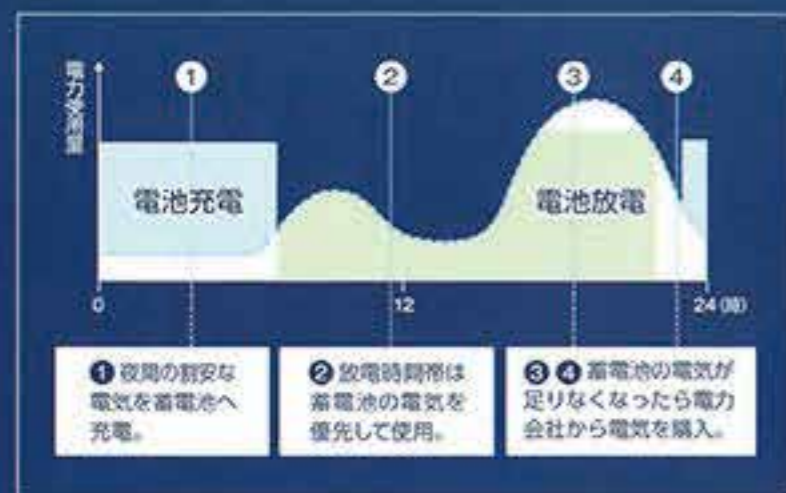 ① ② ③ ④
電力使用量
電池充電
電池放電
0 12 24(時)
❶夜間の割安な
電気を蓄電池へ
充電。
❷放電時間帯は
蓄電池の電気を
優先して使用。
❸❹蓄電池の電気が
足りなくなったら電力
会社から電気を購入。